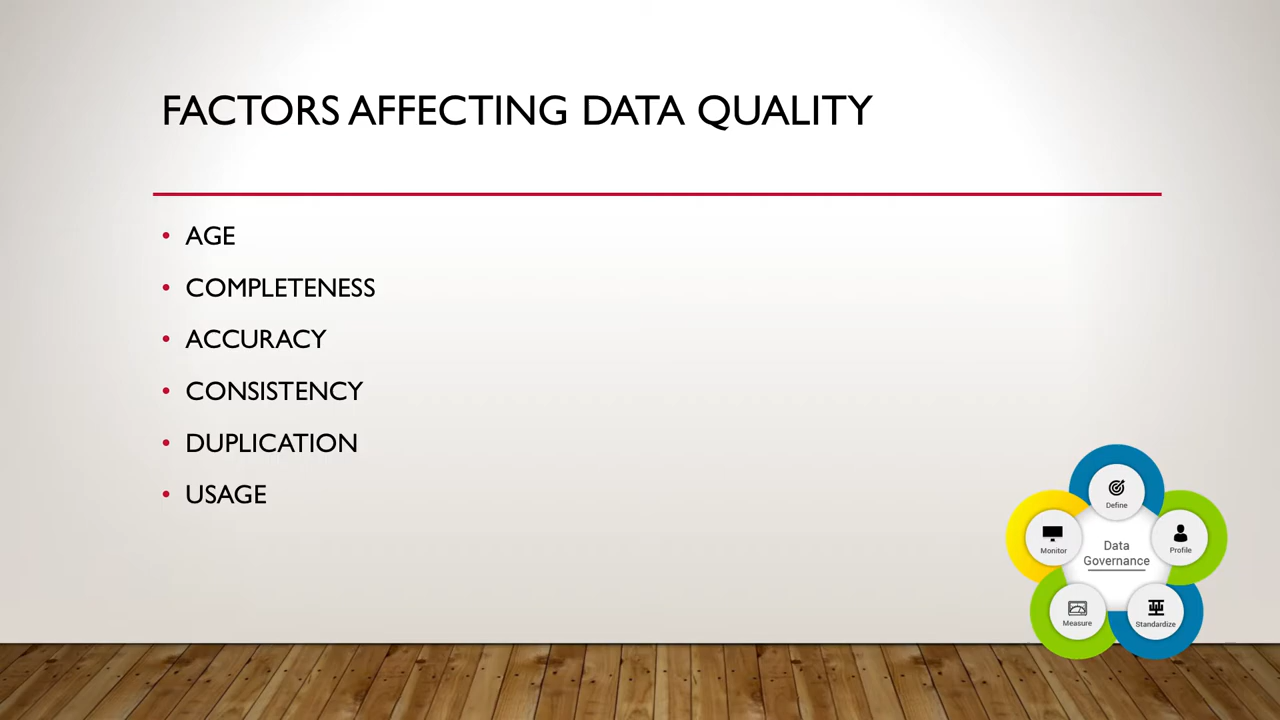 FACTORS AFFECTING DATA QUALITY
• AGE
• COMPLETENESS
• ACCURACY
• CONSISTENCY
• DUPLICATION
• USAGE
Define
Monitor
Data
Governance
Profile
Measure
Standardize